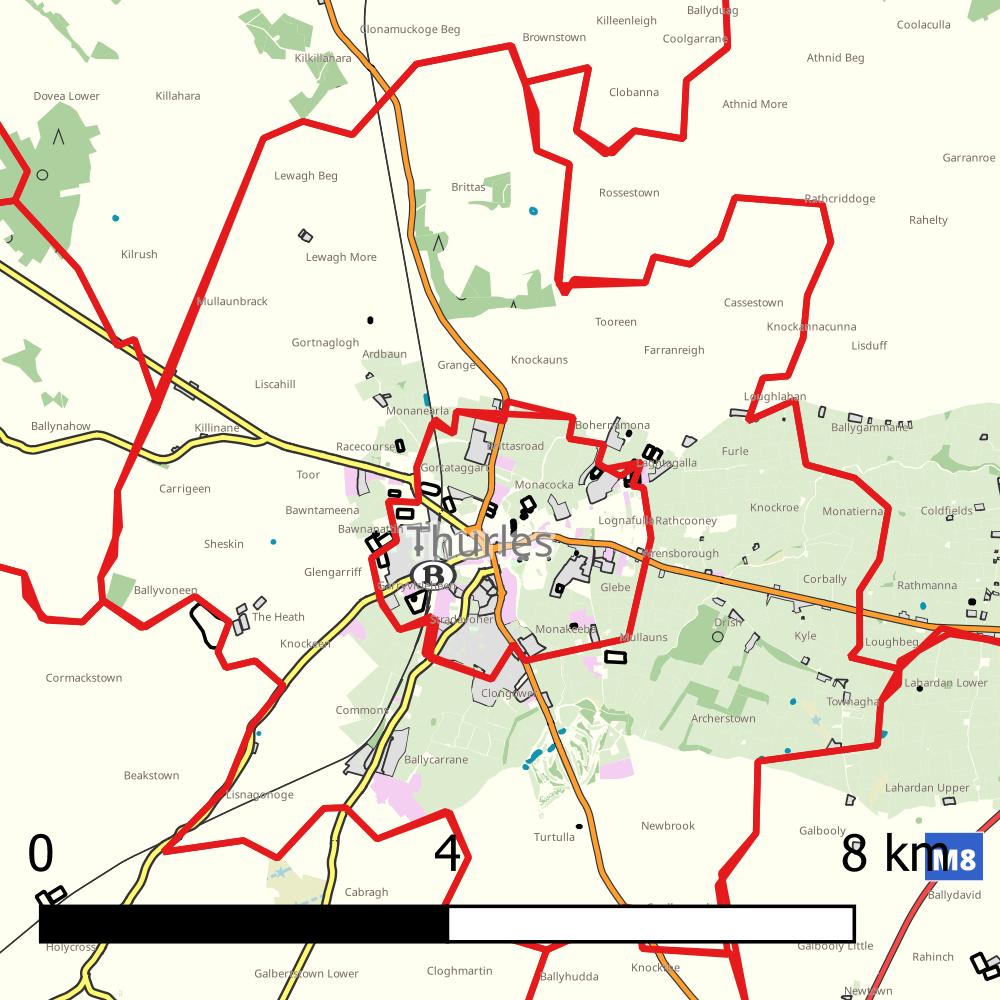 Ballyduag
Killeenleigh
Coolaculla
Clonamuckoge Beg
Brownstown
Coolgarrane
Kilkillahara
Athnid Beg
Clobanna
Dovea Lower
Killahara
Athnid More
Garranroe
Lewagh Beg
Brittas
Rossestown
Rathcriddoge
Rahelty
Kilrush
Lewagh More
Mullaunbrack
Cassestown
Tooreen
Knockannacunna
Gortnaglogh
Ardbaun
Farranreigh
Lisduff
Grange
Knockauns
Liscahill
Loughlahan
Monanearla
Ballynahow
Killinane
Bohernamona
Ballygammane
Racecourse
Brittasroad
Furle
Gortataggart
Laghtagalla
Toor
Carrigeen
Monacocka
Bawntameena
Knockroe
Monatierna
Coldfields
Bawnanattin
Lognafulla
Rathcooney
Sheskin
Thurles
Krensborough
Glengarriff
B
Corbally
Rathmanna
Garryvicleheen
Glebe
Ballyvoneen
The Heath
Stradavoher
Drish
Monakeeba
Mullauns
Kyle
Loughbeg
Knockeen
Cormackstown
Lahardan Lower
Clongower
Townagha
Commons
Archerstown
Ballycarrane
Beakstown
Lisnagonoge
Lahardan Upper
Newbrook
Galbooly
Turtulla
0
4
8 km
M8
Cabragh
Ballydavid
Holycross
Galbooly Little
Rahinch
Galbertstown Lower
Cloghmartin
Ballyhudda
Knockroe
Newtown